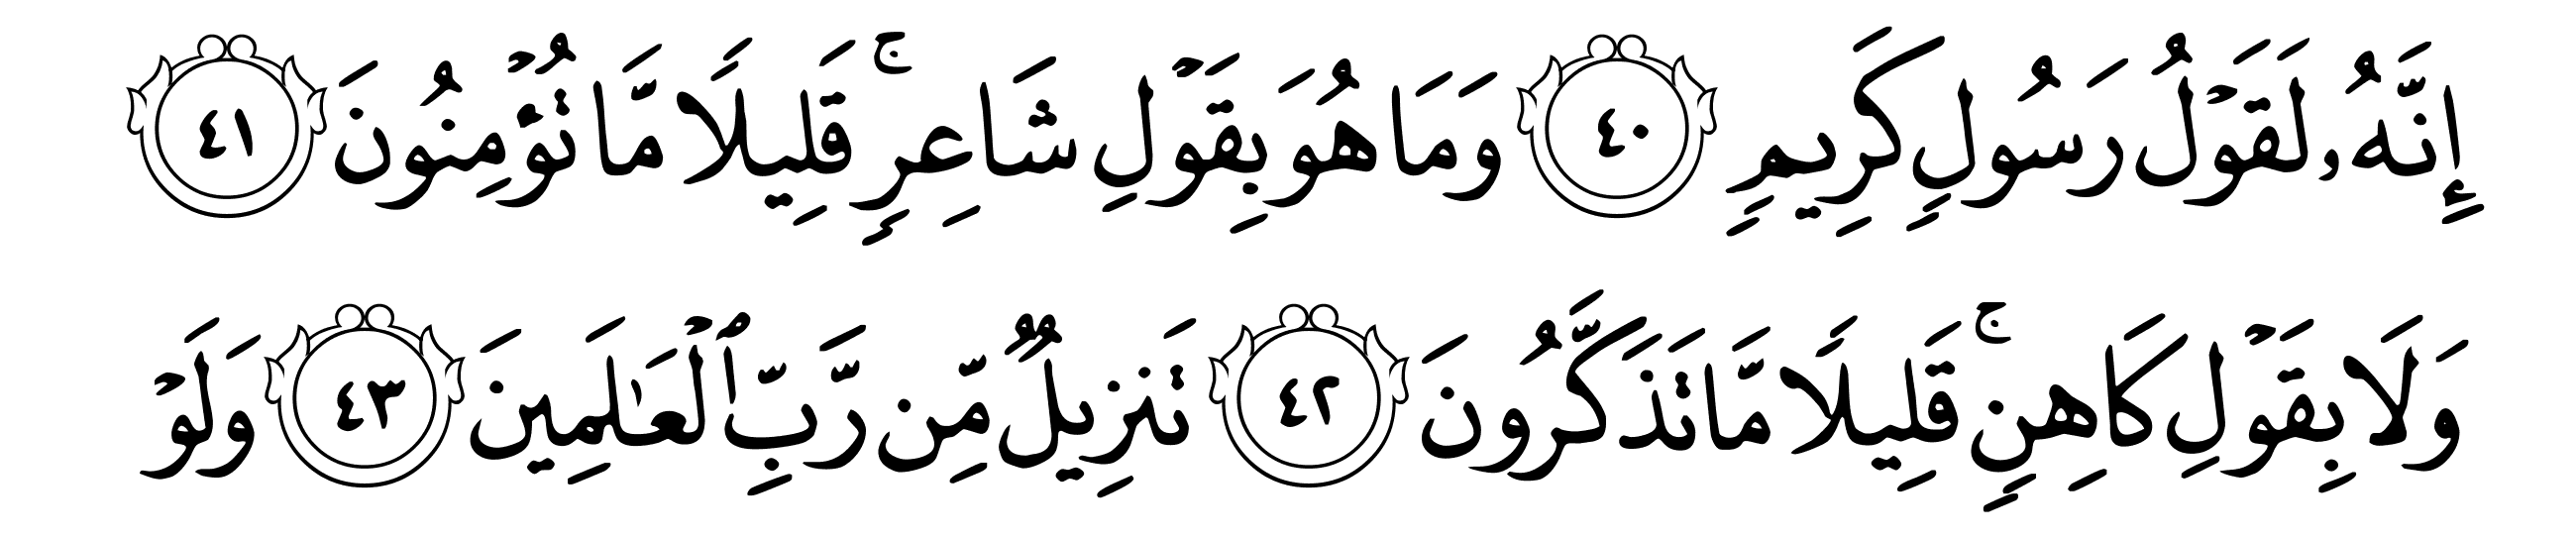 إِنَّهُۥ لَقَوۡلُ رَسُولٖ كَرِيمٖ ٤٠ وَمَا هُوَ بِقَوۡلِ شَاعِرٖۚ قَلِيلٗا مَّا تُؤۡمِنُونَ ٤١
وَلَا بِقَوۡلِ كَاهِنٖۚ قَلِيلٗا مَّا تَذَكَّرُونَ ٤٢ تَنزِيلٞ مِّن رَّبِّ ٱلۡعَٰلَمِينَ ٤٣ وَلَوۡ